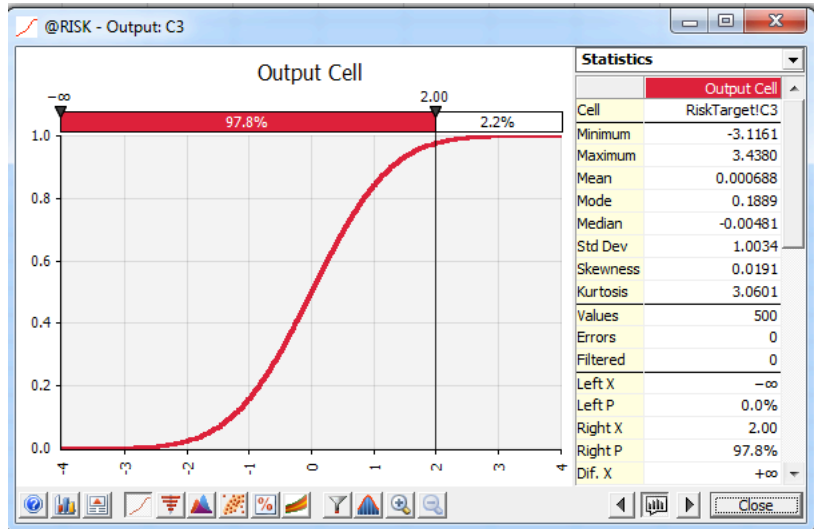 @RISK - Output: C3
Output Cell
−∞ 2.00
97.8% 2.2%
1.0
0.8
0.6
0.4
0.2
0.0
-4 -3 -2 -1 0 1 2 3 4
Statistics
Output Cell
Cell RiskTarget!C3
Minimum -3.1161
Maximum 3.4380
Mean 0.000688
Mode 0.1889
Median -0.00481
Std Dev 1.0034
Skewness 0.0191
Kurtosis 3.0601
Values 500
Errors 0
Filtered 0
Left X −∞
Left P 0.0%
Right X 2.00
Right P 97.8%
Dif. X +∞
Close